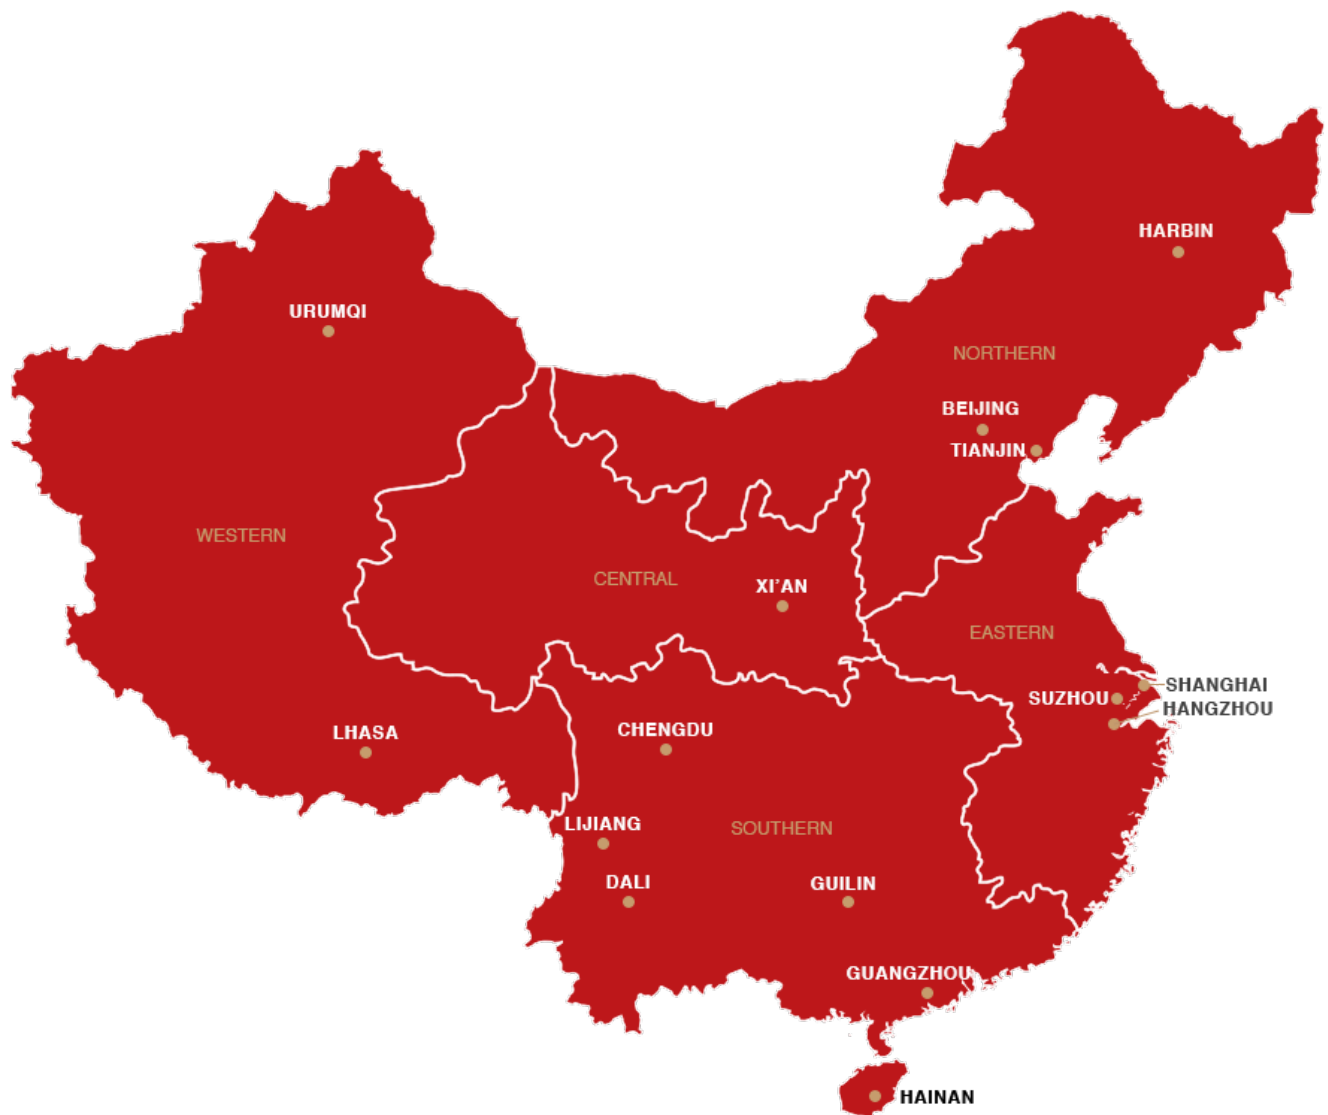 HARBIN
URUMQI
NORTHERN
BEIJING
TIANJIN
WESTERN
CENTRAL
XI’AN
EASTERN
SHANGHAI
SUZHOU
HANGZHOU
CHENGDU
LHASA
LIJIANG
SOUTHERN
DALI
GUILIN
GUANGZHOU
HAINAN